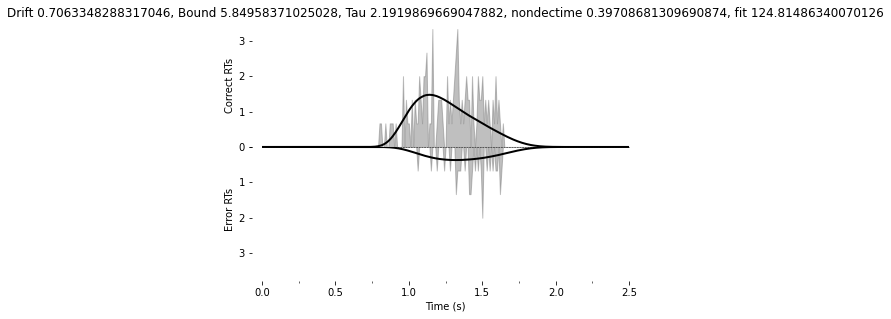 Drift 0.7063348288317046, Bound 5.84958371025028, Tau 2.1919869669047882, nondectime 0.39708681309690874, fit 124.81486340070126
3
2
1
0
1
2
3
Correct RTs
Error RTs
0.0 0.5 1.0 1.5 2.0 2.5
Time (s)